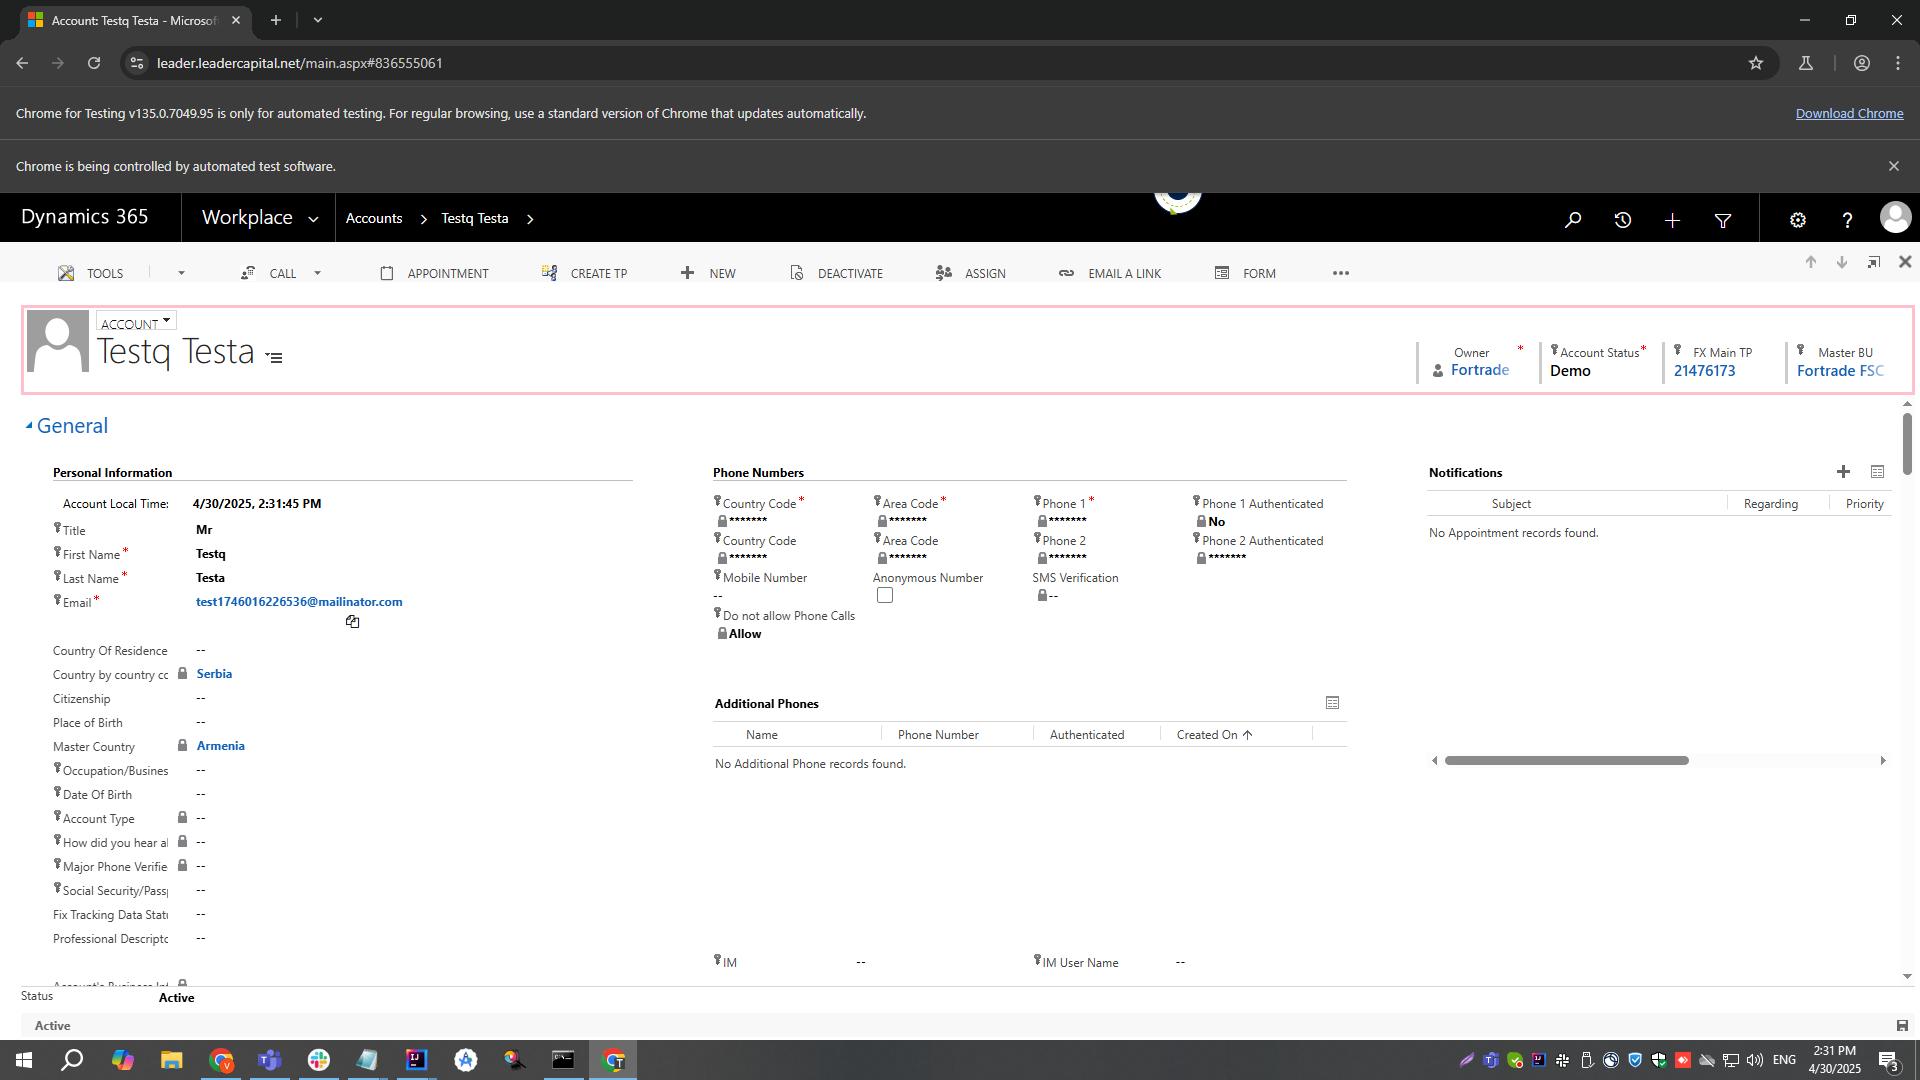 Account: Testq Testa - Microsof
leader.leadercapital.net/main.aspx#836555061
Chrome for Testing v135.0.7049.95 is only for automated testing. For regular browsing, use a standard version of Chrome that updates automatically.
Download Chrome
Chrome is being controlled by automated test software.
Dynamics 365
Workplace
Accounts
Testq Testa
TOOLS
CALL
APPOINTMENT
CREATE TP
NEW
DEACTIVATE
ASSIGN
EMAIL A LINK
FORM
ACCOUNT
Testq Testa
Owner *
Fortrade
Account Status *
Demo
FX Main TP
21476173
Master BU
Fortrade FSC
General
Personal Information
Account Local Time: 4/30/2025, 2:31:45 PM
Title Mr
First Name * Testq
Last Name * Testa
Email * test1746016226536@mailinator.com
Country Of Residence --
Country by country cc Serbia
Citizenship --
Place of Birth --
Master Country Armenia
Occupation/Busines --
Date Of Birth --
Account Type --
How did you hear al --
Major Phone Verifie --
Social Security/Passp --
Fix Tracking Data Statu --
Professional Descripto --
Phone Numbers
Country Code * Area Code * Phone 1 * Phone 1 Authenticated
******* ******* ******* No
Country Code Area Code Phone 2 Phone 2 Authenticated
******* ******* ******* *******
Mobile Number Anonymous Number SMS Verification
-- --
Do not allow Phone Calls
Allow
Additional Phones
Name Phone Number Authenticated Created On
No Additional Phone records found.
IM -- IM User Name --
Notifications
Subject Regarding Priority
No Appointment records found.
Status Active
Active
ENG
2:31 PM
4/30/2025
3